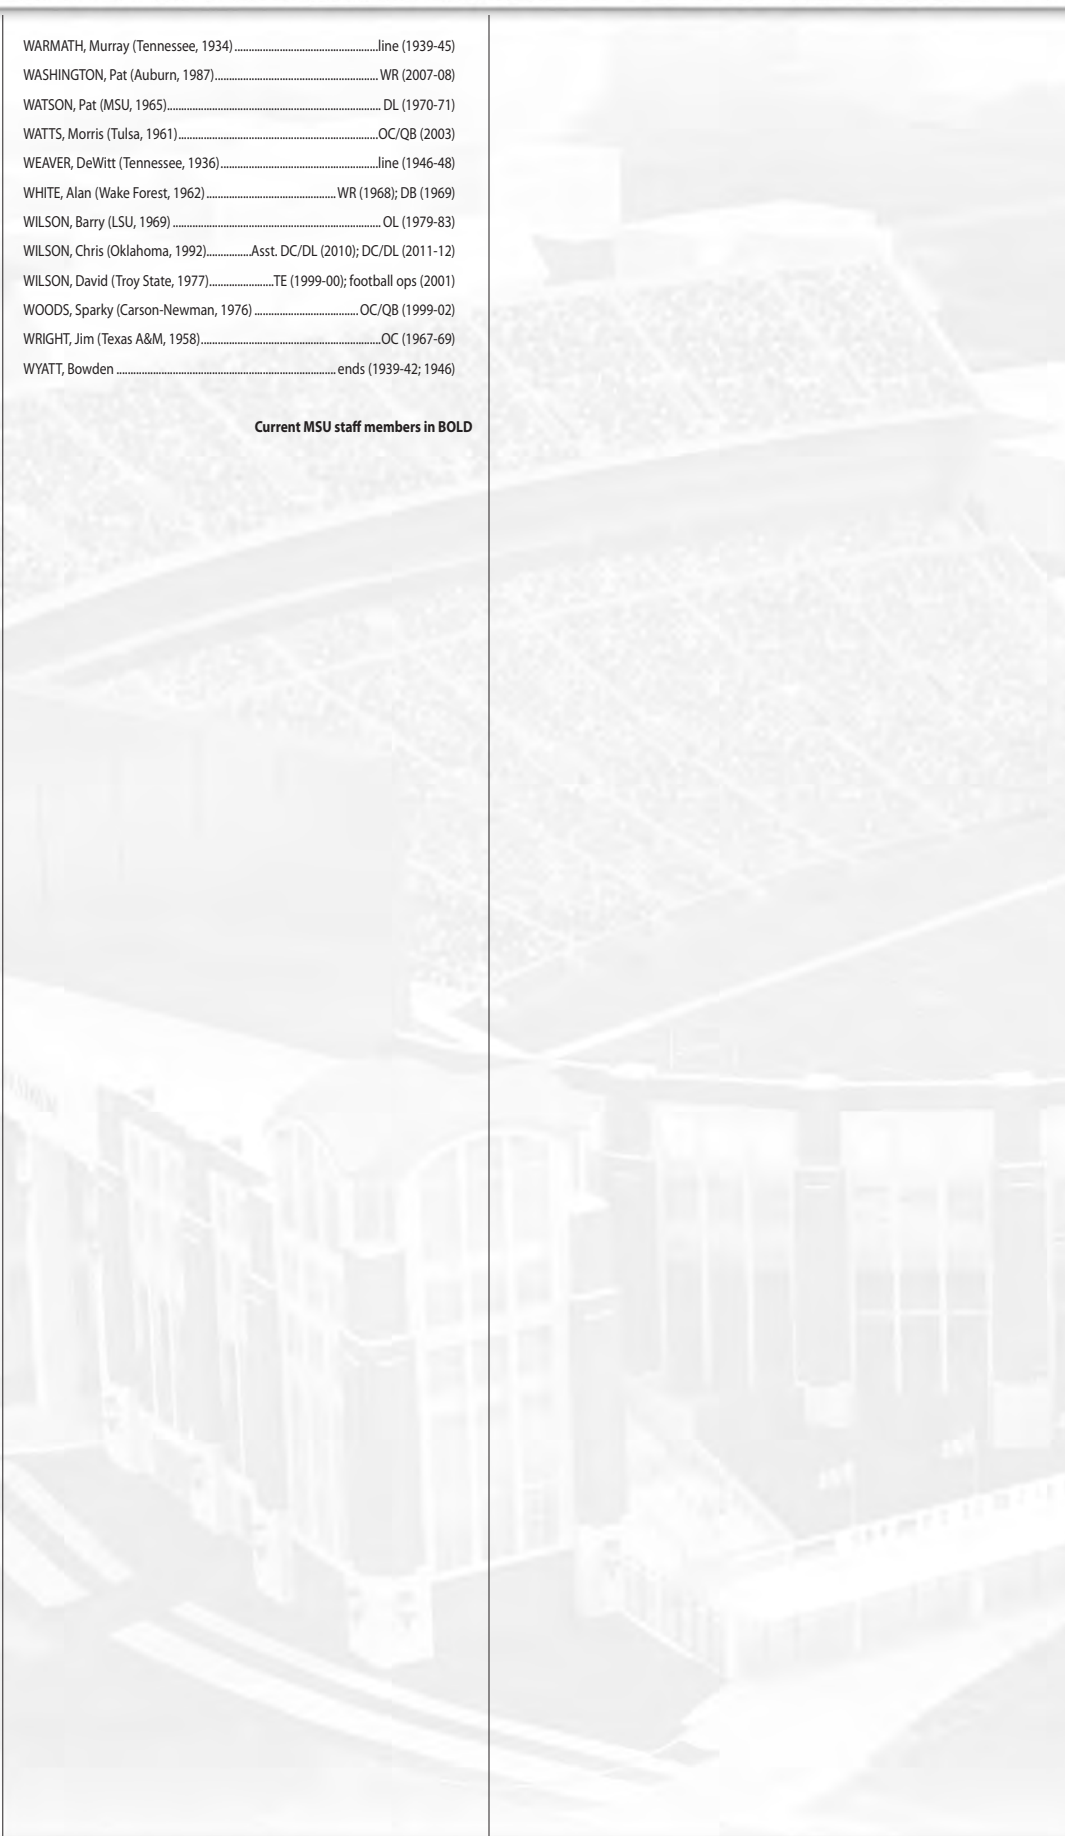 WARMATH, Murray (Tennessee, 1934)..................................................line (1939-45)
WASHINGTON, Pat (Auburn, 1987).......................................................... WR (2007-08)
WATSON, Pat (MSU, 1965)............................................................................ DL (1970-71)
WATTS, Morris (Tulsa, 1961).......................................................................OC/QB (2003)
WEAVER, DeWitt (Tennessee, 1936)........................................................line (1946-48)
WHITE, Alan (Wake Forest, 1962).............................................. WR (1968); DB (1969)
WILSON, Barry (LSU, 1969).......................................................................... OL (1979-83)
WILSON, Chris (Oklahoma, 1992)................Asst. DC/DL (2010); DC/DL (2011-12)
WILSON, David (Troy State, 1977).......................TE (1999-00); football ops (2001)
WOODS, Sparky (Carson-Newman, 1976).....................................OC/QB (1999-02)
WRIGHT, Jim (Texas A&M, 1958)................................................................OC (1967-69)
WYATT, Bowden.............................................................................. ends (1939-42; 1946)
Current MSU staff members in BOLD